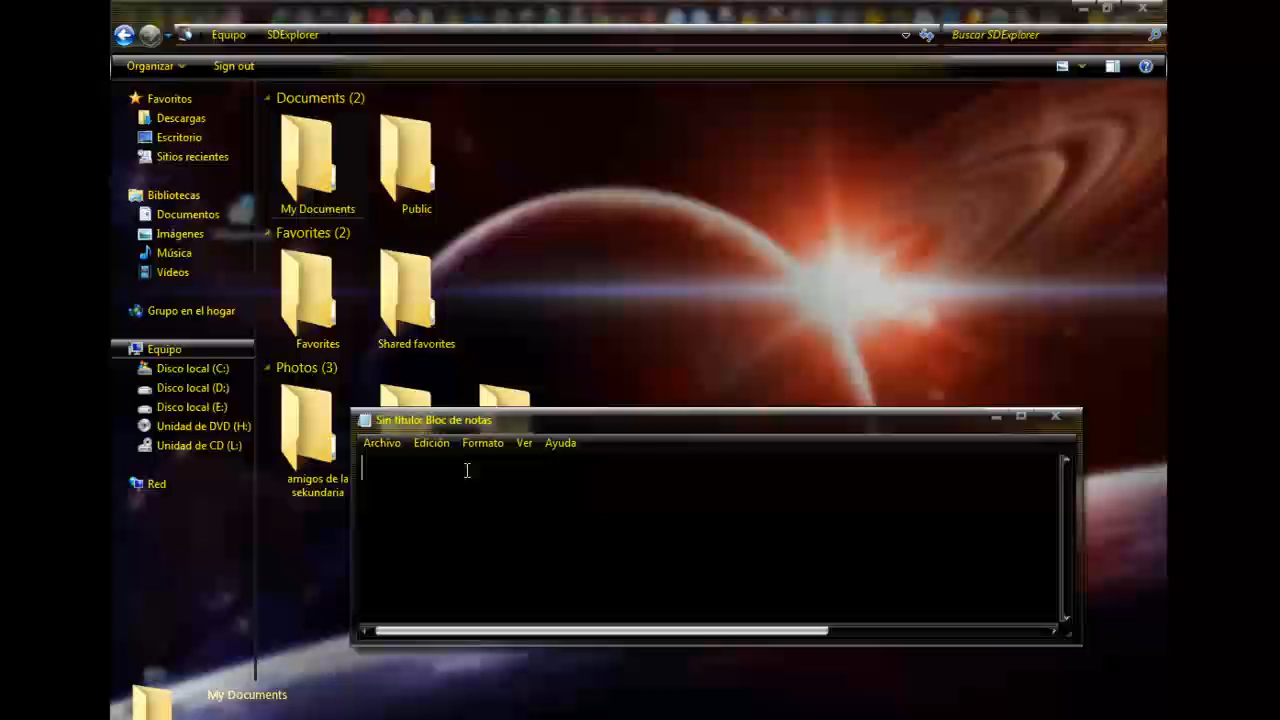 Equipo SDExplorer Buscar SDExplorer
Organizar Sign out
Favoritos
Descargas
Escritorio
Sitios recientes
Bibliotecas
Documentos
Imágenes
Música
Vídeos
Grupo en el hogar
Equipo
Disco local (C:)
Disco local (D:)
Disco local (E:)
Unidad de DVD (H:)
Unidad de CD (L:)
Red
Documents (2)
My Documents Public
Favorites (2)
Favorites Shared favorites
Photos (3)
amigos de la
sekundaria
Sin título: Bloc de notas
Archivo Edición Formato Ver Ayuda
My Documents